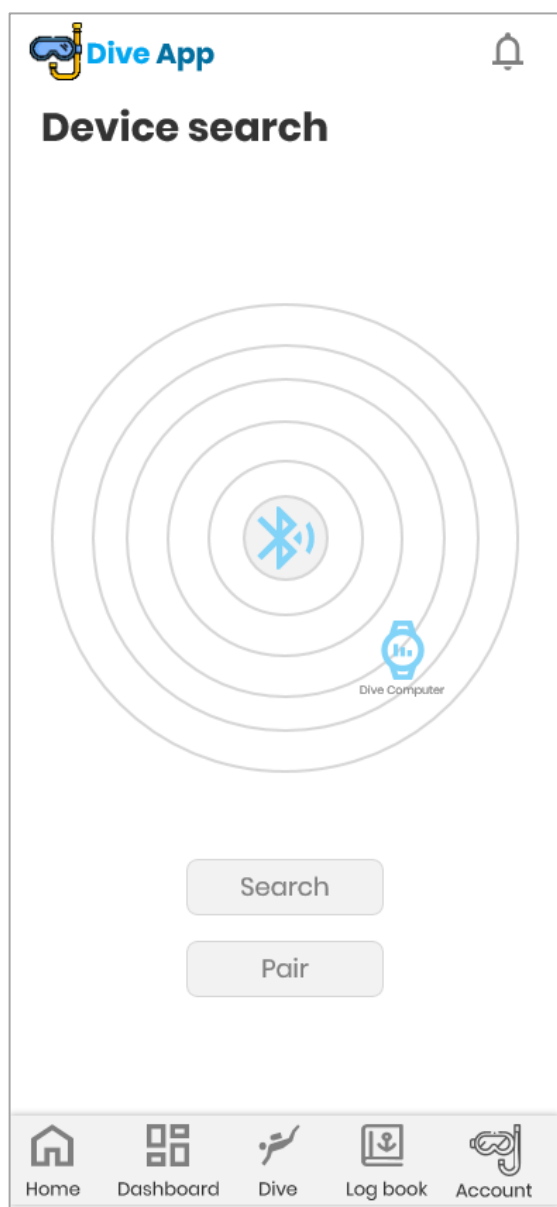 Dive App
Device search
Dive Computer
Search
Pair
Home Dashboard Dive Log book Account